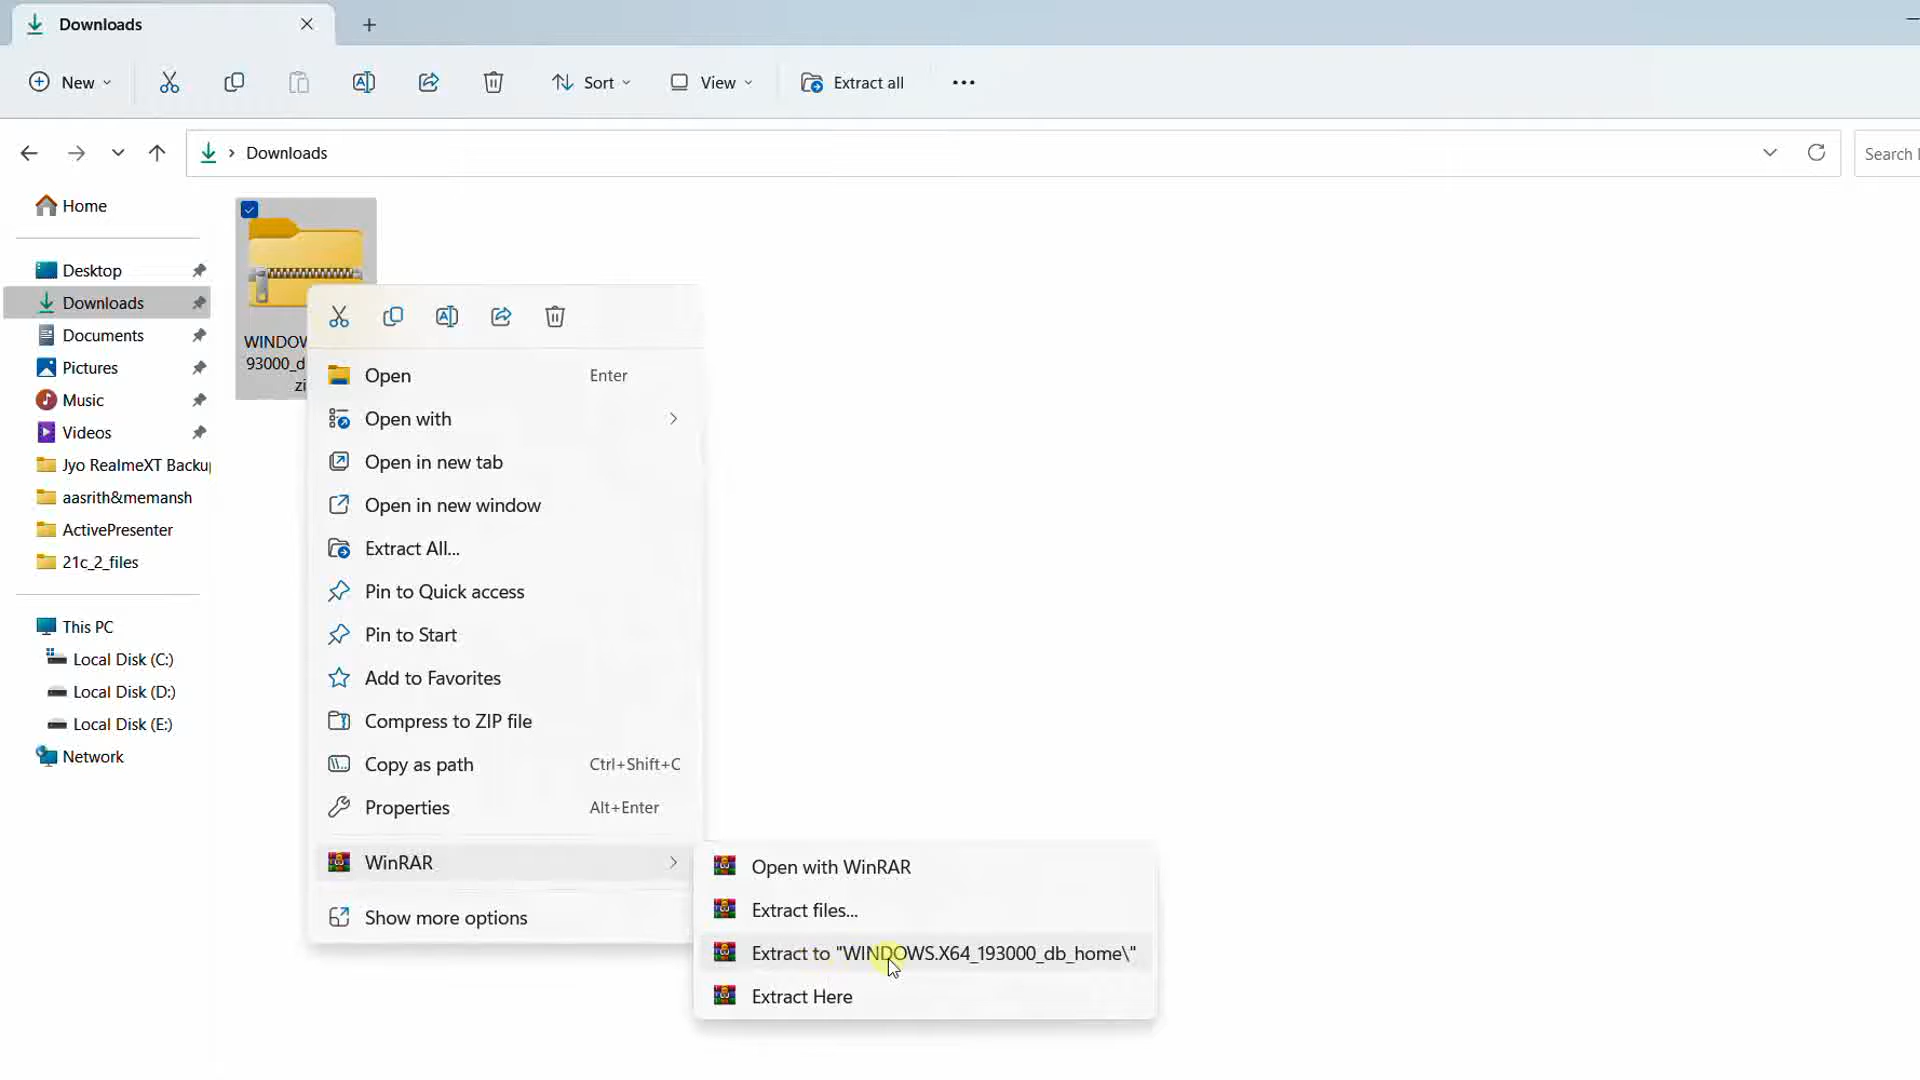 Downloads
New
Sort
View
Extract all
Downloads
Search
Home
Desktop
Downloads
Documents
Pictures
Music
Videos
Jyo RealmeXT Backup
aasrith&memansh
ActivePresenter
21c_2_files
This PC
Local Disk (C:)
Local Disk (D:)
Local Disk (E:)
Network
WINDOW
93000_d
zi
Open Enter
Open with
Open in new tab
Open in new window
Extract All...
Pin to Quick access
Pin to Start
Add to Favorites
Compress to ZIP file
Copy as path Ctrl+Shift+C
Properties Alt+Enter
WinRAR
Show more options
Open with WinRAR
Extract files...
Extract to "WINDOWS.X64_193000_db_home\"
Extract Here